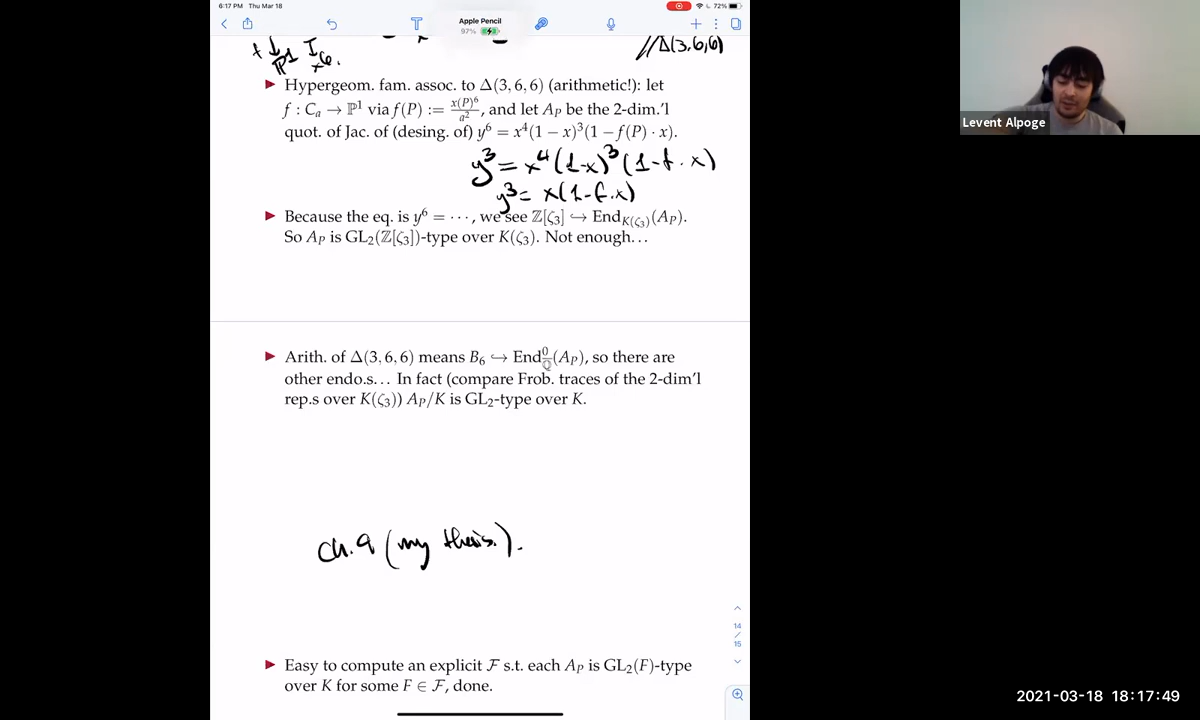 6:17 PM Thu Mar 18
72%
Apple Pencil
97%
T
ℙ¹
//Δ(3,6,6)
▶ Hypergeom. fam. assoc. to Δ(3, 6, 6) (arithmetic!): let
f : Cₐ → ℙ¹ via f(P) := x(P)⁶/a², and let A_P be the 2-dim.'l
quot. of Jac. of (desing. of) y⁶ = x⁴(1 − x)³(1 − f(P) · x).
y³ = x⁴(1-x)³(1-f·x)
y³ = x(1-f·x)
▶ Because the eq. is y⁶ = ⋯, we see ℤ[ζ₃] ↪ End_{K(ζ₃)}(A_P).
So A_P is GL₂(ℤ[ζ₃])-type over K(ζ₃). Not enough…
▶ Arith. of Δ(3, 6, 6) means B₆ ↪ End⁰_{ℚ̄}(A_P), so there are
other endo.s… In fact (compare Frob. traces of the 2-dim'l
rep.s over K(ζ₃)) A_P/K is GL₂-type over K.
Ch. 9 (my thesis.).
14
/
15
▶ Easy to compute an explicit ℱ s.t. each A_P is GL₂(F)-type
over K for some F ∈ ℱ, done.
Levent Alpoge
2021-03-18 18:17:49